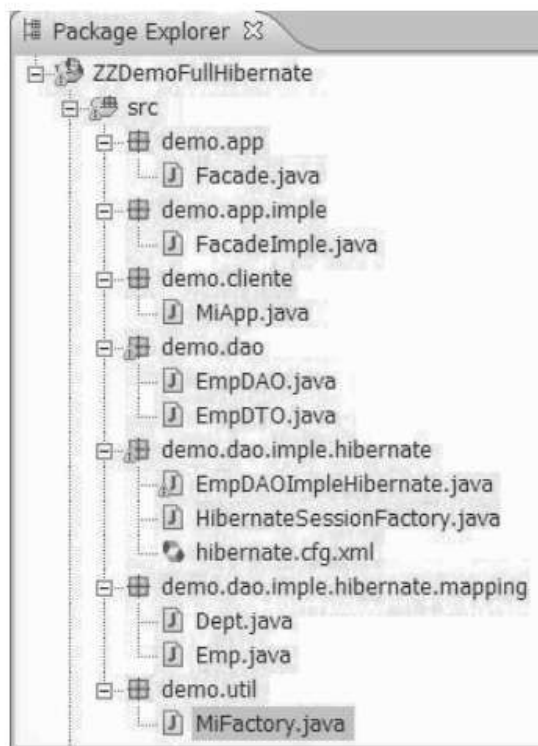 Package Explorer
ZZDemoFullHibernate
src
demo.app
Facade.java
demo.app.imple
FacadeImple.java
demo.cliente
MiApp.java
demo.dao
EmpDAO.java
EmpDTO.java
demo.dao.imple.hibernate
EmpDAOImpleHibernate.java
HibernateSessionFactory.java
hibernate.cfg.xml
demo.dao.imple.hibernate.mapping
Dept.java
Emp.java
demo.util
MiFactory.java